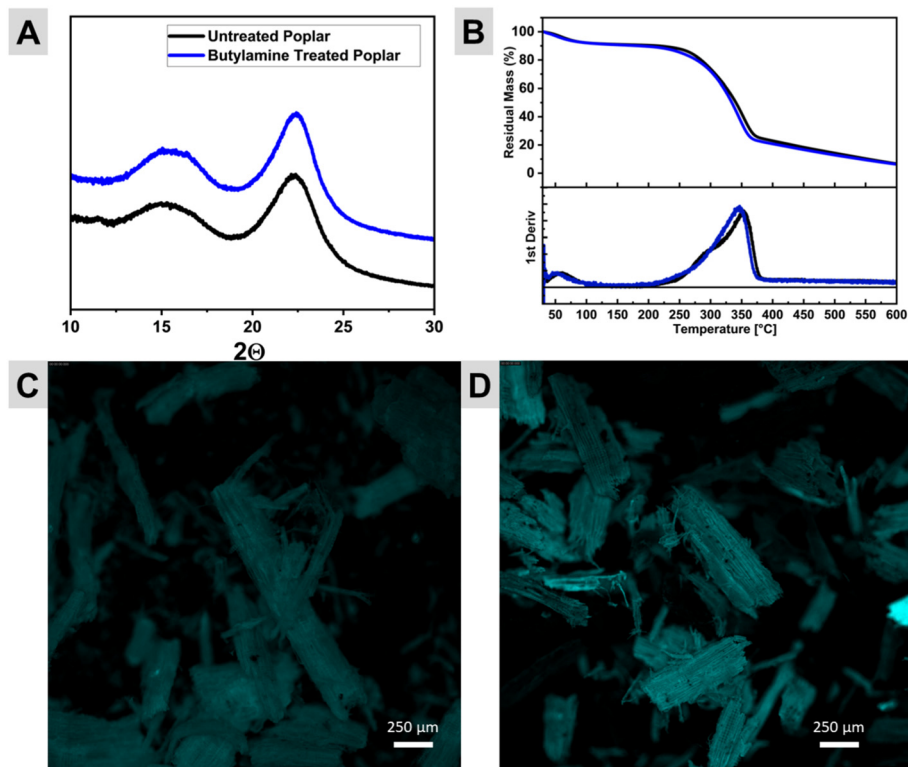 A
Untreated Poplar
Butylamine Treated Poplar
10
15
20
25
30
2Θ
B
Residual Mass (%)
100
80
60
40
20
0
1st Deriv
50
100
150
200
250
300
350
400
450
500
550
600
Temperature [°C]
C
250 µm
D
250 µm